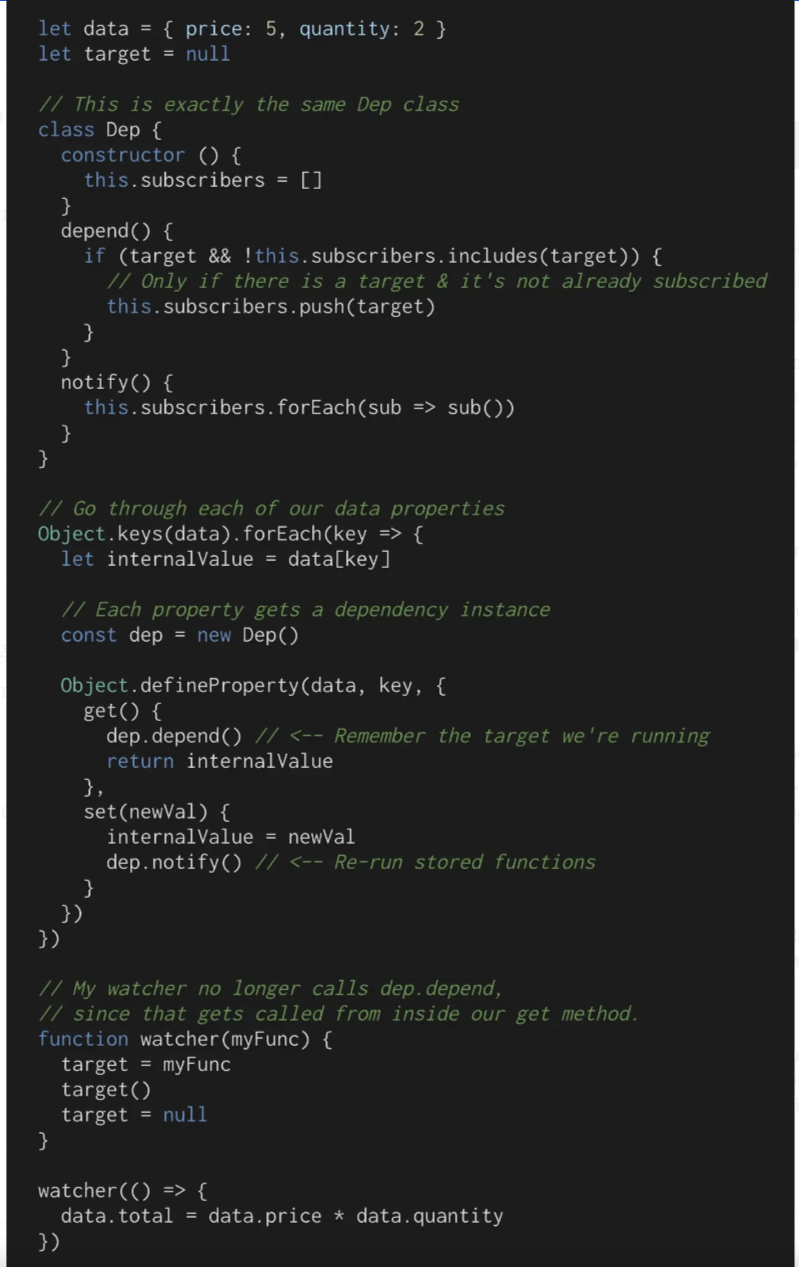 let data = { price: 5, quantity: 2 }
let target = null

// This is exactly the same Dep class
class Dep {
  constructor () {
    this.subscribers = []
  }
  depend() {
    if (target && !this.subscribers.includes(target)) {
      // Only if there is a target & it's not already subscribed
      this.subscribers.push(target)
    }
  }
  notify() {
    this.subscribers.forEach(sub => sub())
  }
}

// Go through each of our data properties
Object.keys(data).forEach(key => {
  let internalValue = data[key]

  // Each property gets a dependency instance
  const dep = new Dep()

  Object.defineProperty(data, key, {
    get() {
      dep.depend() // <-- Remember the target we're running
      return internalValue
    },
    set(newVal) {
      internalValue = newVal
      dep.notify() // <-- Re-run stored functions
    }
  })
})

// My watcher no longer calls dep.depend,
// since that gets called from inside our get method.
function watcher(myFunc) {
  target = myFunc
  target()
  target = null
}

watcher(() => {
  data.total = data.price * data.quantity
})